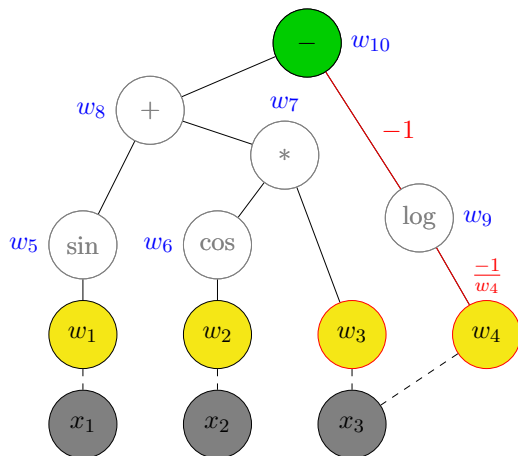 − w₁₀
w₈ + w₇
−1
*
w₅ sin w₆ cos log w₉
−1/w₄
w₁ w₂ w₃ w₄
x₁ x₂ x₃